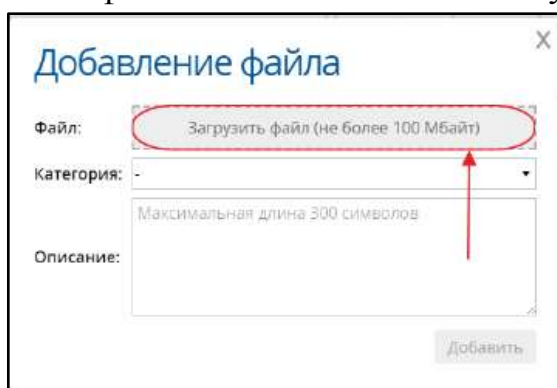 Добавление файла
X
Файл: Загрузить файл (не более 100 Мбайт)
Категория: -
Максимальная длина 300 символов
Описание:
Добавить